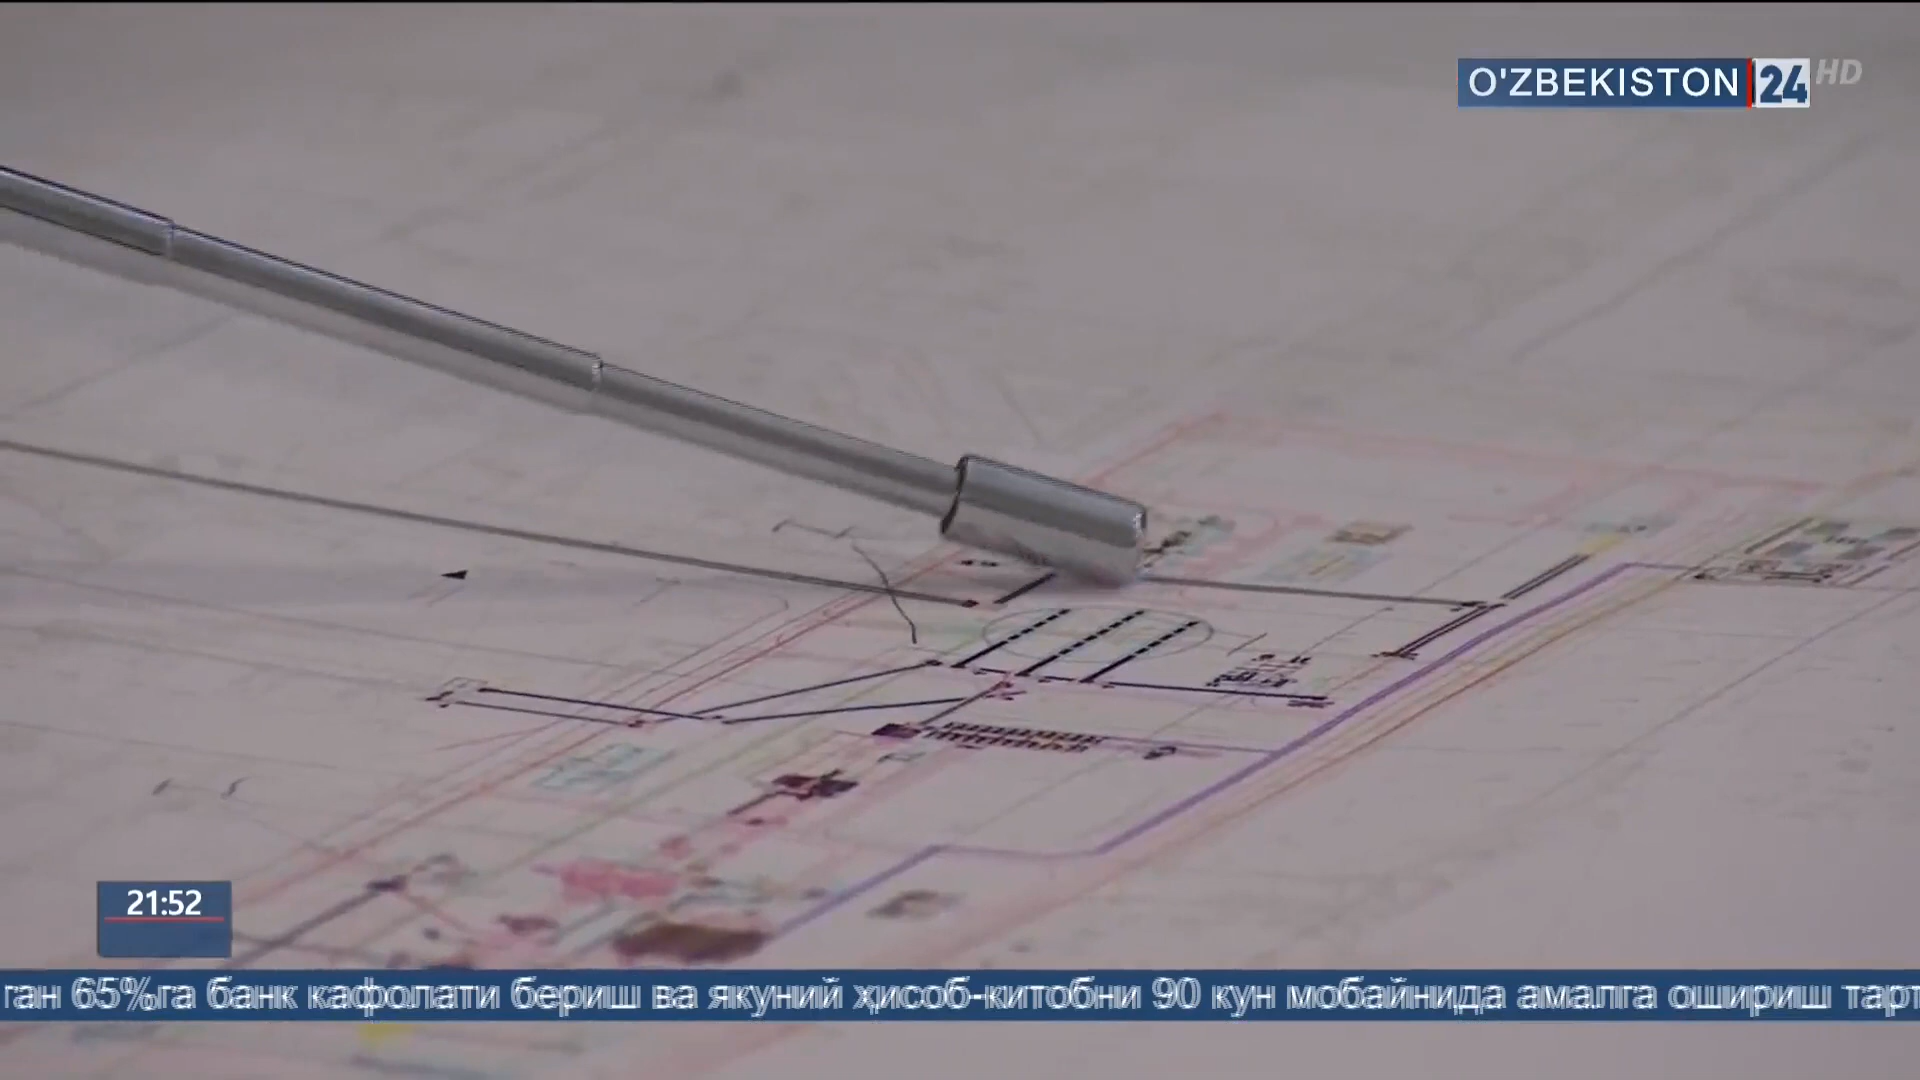 O'ZBEKISTON 24 HD
21:52
ган 65%га банк кафолати бериш ва якуний ҳисоб-китобни 90 кун мобайнида амалга ошириш тарт